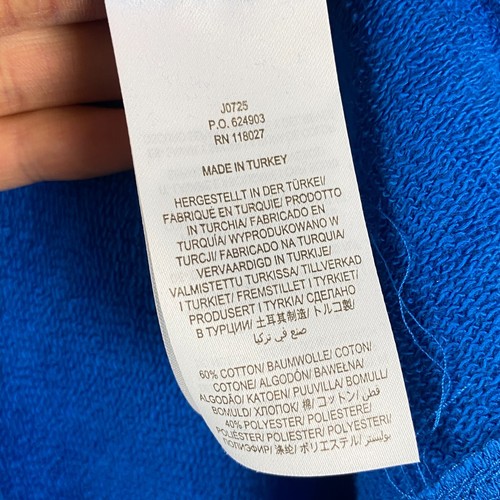 J0725
P.O. 624903
RN 118027
MADE IN TURKEY
HERGESTELLT IN DER TÜRKEI/
FABRIQUÉ EN TURQUIE/ PRODOTTO
IN TURCHIA/ FABRICADO EN
TURQUÍA/ WYPRODUKOWANO W
TURCJI/ FABRICADO NA TURQUIA/
VERVAARDIGD IN TURKIJE/
VALMISTETTU TURKISSA/ TILLVERKAD
I TURKIET/ FREMSTILLET I TYRKIET/
PRODUSERT I TYRKIA/ СДЕЛАНО
В ТУРЦИИ/ 土耳其制造/ トルコ製/
صنع في تركيا
60% COTTON/ BAUMWOLLE/ COTON/
COTONE/ ALGODÓN/ BAWEŁNA/
ALGODÃO/ KATOEN/ PUUVILLA/ BOMULL/
BOMULD/ ХЛОПОК/ 棉/ コットン/ قطن
40% POLYESTER/ POLIESTERE/
POLIÉSTER/ POLIESTER/ POLYESTERI/
ПОЛИЭФИР/ 涤纶/ ポリエステル/ بوليستر